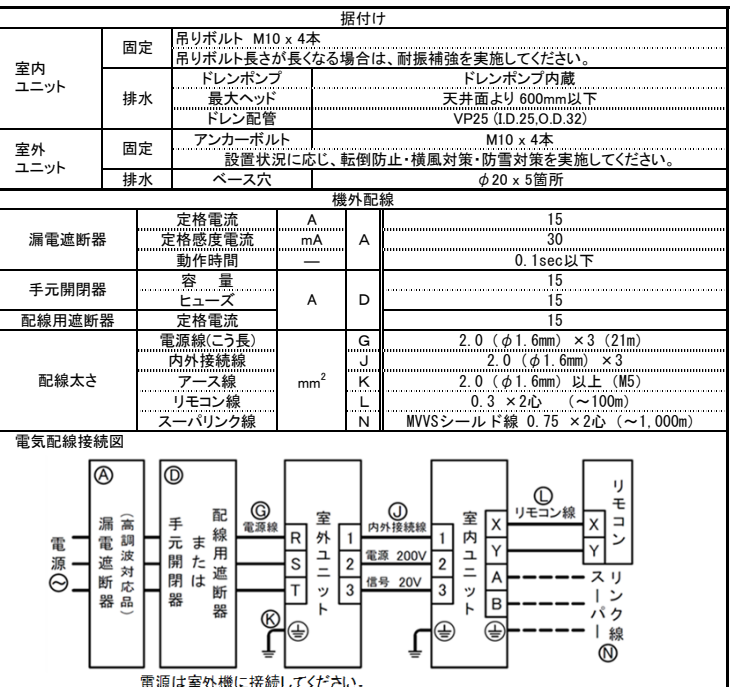 据付け
室内
ユニット
固定
吊りボルト M10 x 4本
吊りボルト長さが長くなる場合は、耐振補強を実施してください。
排水
ドレンポンプ ドレンポンプ内蔵
最大ヘッド 天井面より 600mm以下
ドレン配管 VP25 (I.D.25,O.D.32)
室外
ユニット
固定
アンカーボルト M10 x 4本
設置状況に応じ、転倒防止・横風対策・防雪対策を実施してください。
排水 ベース穴 φ20 x 5箇所
機外配線
漏電遮断器
定格電流 A 15
定格感度電流 mA A 30
動作時間 — 0.1sec以下
手元開閉器
容 量 15
ヒューズ A D 15
配線用遮断器 定格電流 15
配線太さ
電源線(こう長) G 2.0 (φ1.6mm) ×3 (21m)
内外接続線 J 2.0 (φ1.6mm) ×3
アース線 mm² K 2.0 (φ1.6mm) 以上 (M5)
リモコン線 L 0.3 ×2心 (~100m)
スーパリンク線 N MVVSシールド線 0.75 ×2心 (~1,000m)
電気配線接続図
電源
Ⓐ
漏電遮断器
(高調波対応品)
Ⓓ
手元開閉器
または
配線用遮断器
Ⓖ
電源線
R
S
T
Ⓚ
室外ユニット
1
2
3
Ⓙ
内外接続線
電源 200V
信号 20V
1
2
3
室内ユニット
X
Y
A
B
Ⓛ
リモコン線
X
Y
リモコン
スーパー
リンク線
Ⓝ
電源は室外機に接続してください。